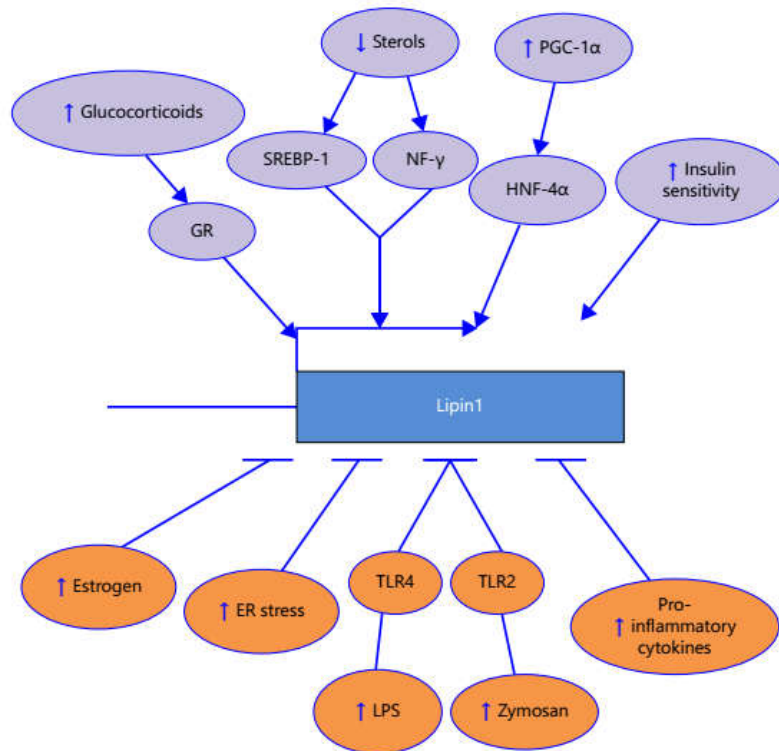 ↓ Sterols
↑ PGC-1α
↑ Glucocorticoids
SREBP-1
NF-γ
↑ Insulin
sensitivity
HNF-4α
GR
Lipin1
↑ Estrogen
↑ ER stress
TLR4
TLR2
Pro-
↑ inflammatory
cytokines
↑ LPS
↑ Zymosan